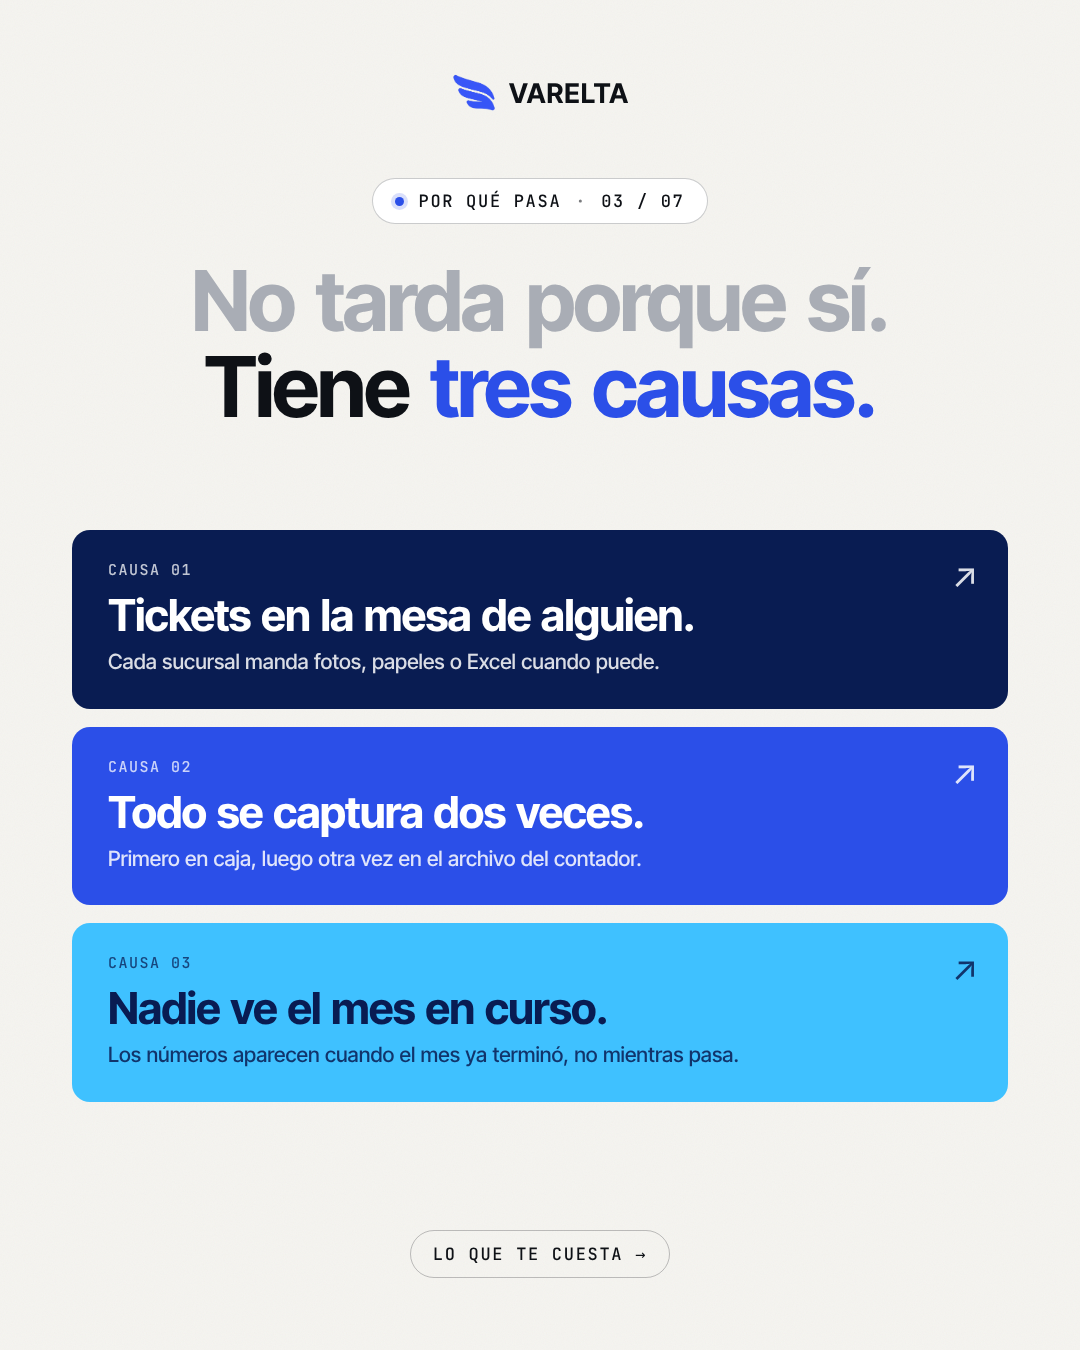 VARELTA
POR QUÉ PASA · 03 / 07
No tarda porque sí.
Tiene tres causas.
CAUSA 01
Tickets en la mesa de alguien.
Cada sucursal manda fotos, papeles o Excel cuando puede.
CAUSA 02
Todo se captura dos veces.
Primero en caja, luego otra vez en el archivo del contador.
CAUSA 03
Nadie ve el mes en curso.
Los números aparecen cuando el mes ya terminó, no mientras pasa.
LO QUE TE CUESTA →